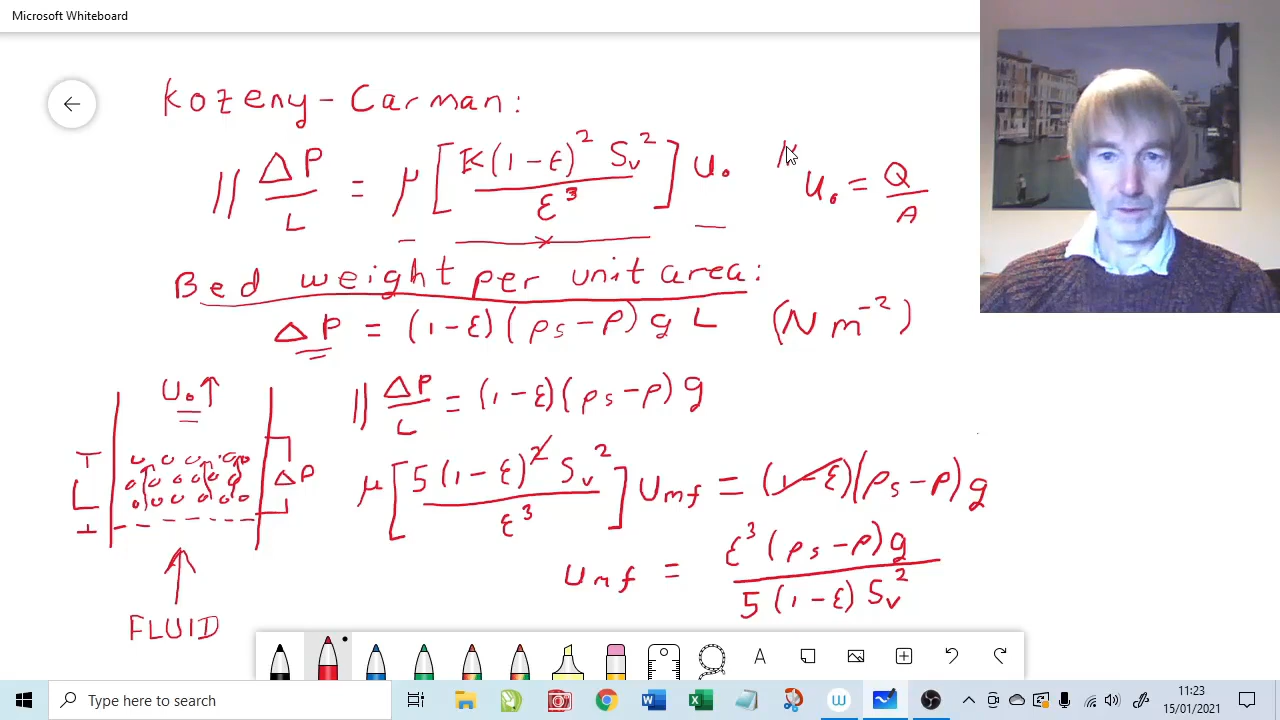 Microsoft Whiteboard
Kozeny-Carman:
|| ΔP/L = μ [K(1-ε)² Sv² / ε³] u₀
u₀ = Q/A
Bed weight per unit area:
ΔP = (1-ε)(ρs-ρ) g L (N m⁻²)
|| ΔP/L = (1-ε)(ρs-ρ) g
U₀ ↑
L
ΔP
μ [5(1-ε)² Sv² / ε³] Umf = (1-ε)(ρs-ρ) g
Umf = ε³(ρs-ρ)g / 5(1-ε) Sv²
FLUID
A
Type here to search
11:23
15/01/2021